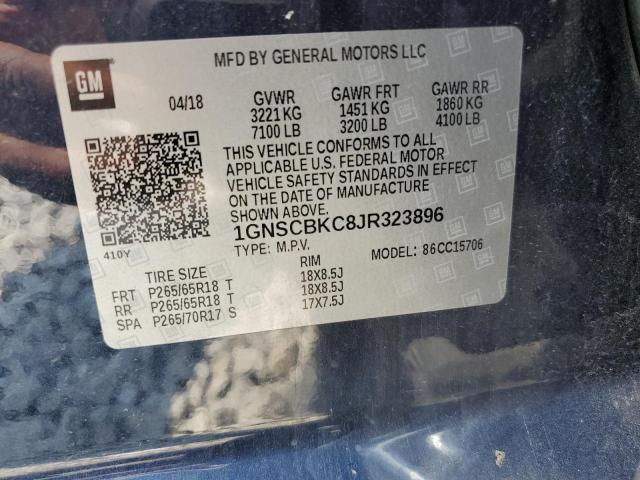 MFD BY GENERAL MOTORS LLC
GM
04/18 GVWR GAWR FRT GAWR RR
3221 KG 1451 KG 1860 KG
7100 LB 3200 LB 4100 LB
THIS VEHICLE CONFORMS TO ALL
APPLICABLE U.S. FEDERAL MOTOR
VEHICLE SAFETY STANDARDS IN EFFECT
ON THE DATE OF MANUFACTURE
SHOWN ABOVE.
1GNSCBKC8JR323896
410Y TYPE: M.P.V. MODEL: 86CC15706
TIRE SIZE RIM
FRT P265/65R18 T 18X8.5J
RR P265/65R18 T 18X8.5J
SPA P265/70R17 S 17X7.5J